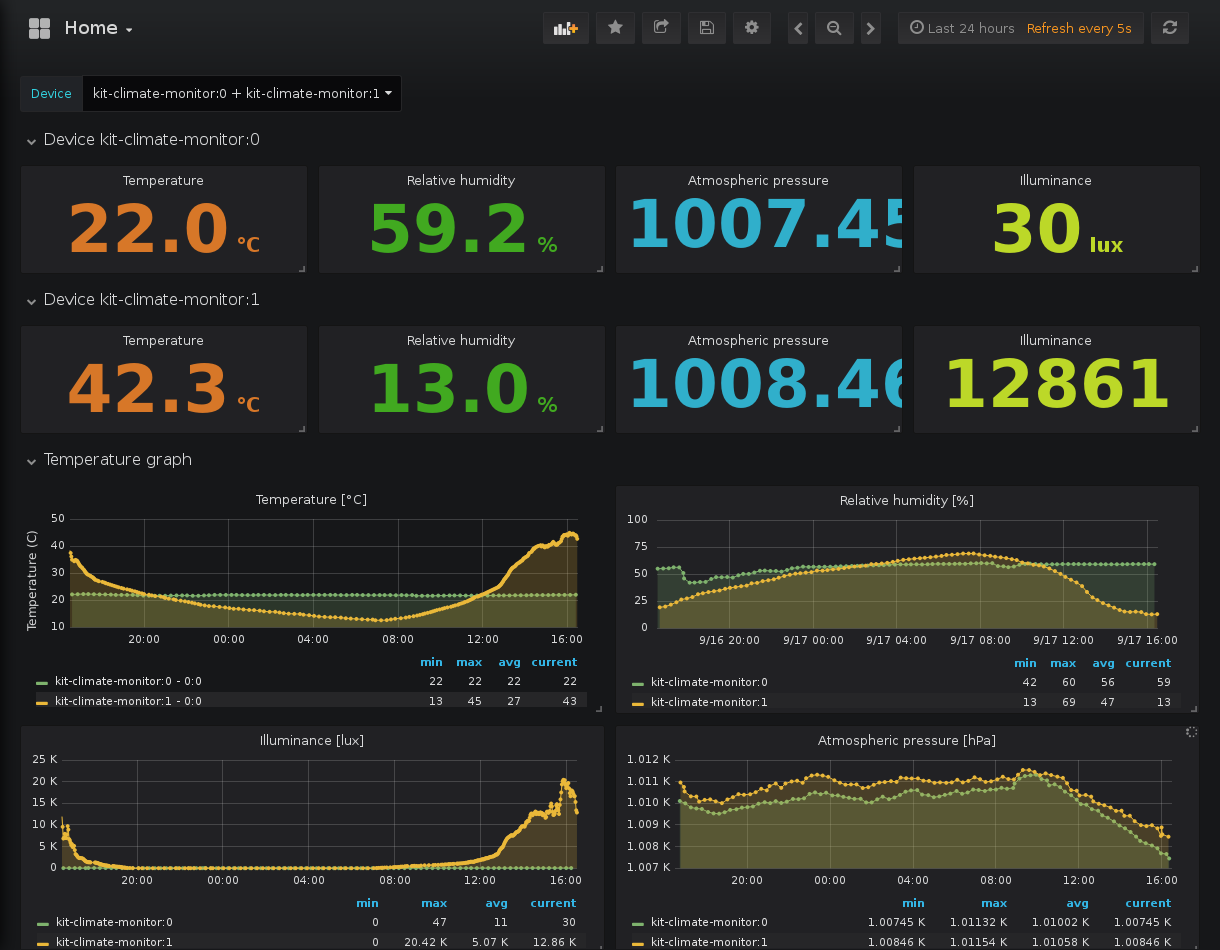 Home
Last 24 hours Refresh every 5s
Device kit-climate-monitor:0 + kit-climate-monitor:1
Device kit-climate-monitor:0
Temperature Relative humidity Atmospheric pressure Illuminance
22.0 °C 59.2 % 1007.45 30 lux
Device kit-climate-monitor:1
Temperature Relative humidity Atmospheric pressure Illuminance
42.3 °C 13.0 % 1008.46 12861
Temperature graph
Temperature [°C]
Temperature (C)
50
40
30
20
10
20:00 00:00 04:00 08:00 12:00 16:00
min max avg current
kit-climate-monitor:0 - 0:0 22 22 22 22
kit-climate-monitor:1 - 0:0 13 45 27 43
Relative humidity [%]
100
75
50
25
0
9/16 20:00 9/17 00:00 9/17 04:00 9/17 08:00 9/17 12:00 9/17 16:00
min max avg current
kit-climate-monitor:0 42 60 56 59
kit-climate-monitor:1 13 69 47 13
Illuminance [lux]
25 K
20 K
15 K
10 K
5 K
0
20:00 00:00 04:00 08:00 12:00 16:00
min max avg current
kit-climate-monitor:0 0 47 11 30
kit-climate-monitor:1 0 20.42 K 5.07 K 12.86 K
Atmospheric pressure [hPa]
1.012 K
1.011 K
1.010 K
1.009 K
1.008 K
1.007 K
20:00 00:00 04:00 08:00 12:00 16:00
min max avg current
kit-climate-monitor:0 1.00745 K 1.01132 K 1.01002 K 1.00745 K
kit-climate-monitor:1 1.00846 K 1.01154 K 1.01058 K 1.00846 K